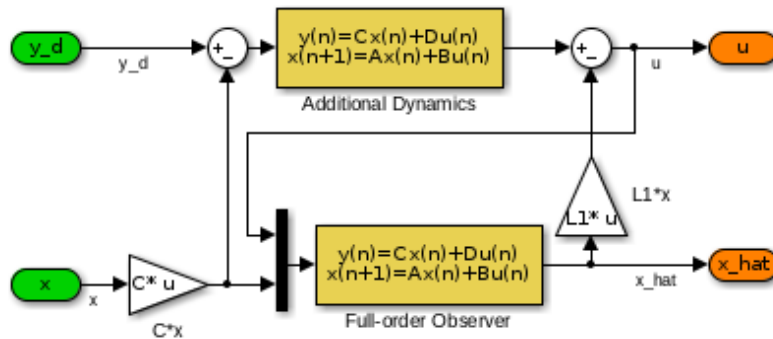 y_d
y_d
+
_
y(n)=Cx(n)+Du(n)
x(n+1)=Ax(n)+Bu(n)
Additional Dynamics
+
_
u
u
x
x
C* u
C*x
y(n)=Cx(n)+Du(n)
x(n+1)=Ax(n)+Bu(n)
Full-order Observer
L1* u
L1*x
x_hat
x_hat